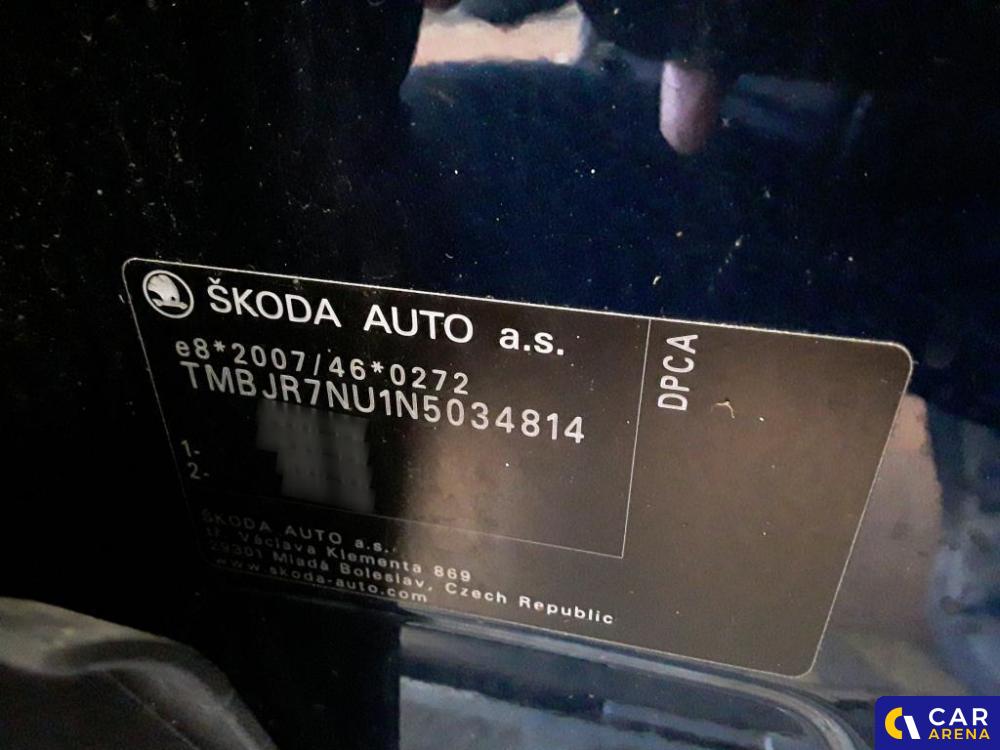 ŠKODA AUTO a.s.
e8*2007/46*0272
TMBJR7NU1N5034814
DPCA
1-
2-
ŠKODA AUTO a.s.,
tř. Václava Klementa 869
29301 Mladá Boleslav, Czech Republic
www.skoda-auto.com
CAR
ARENA